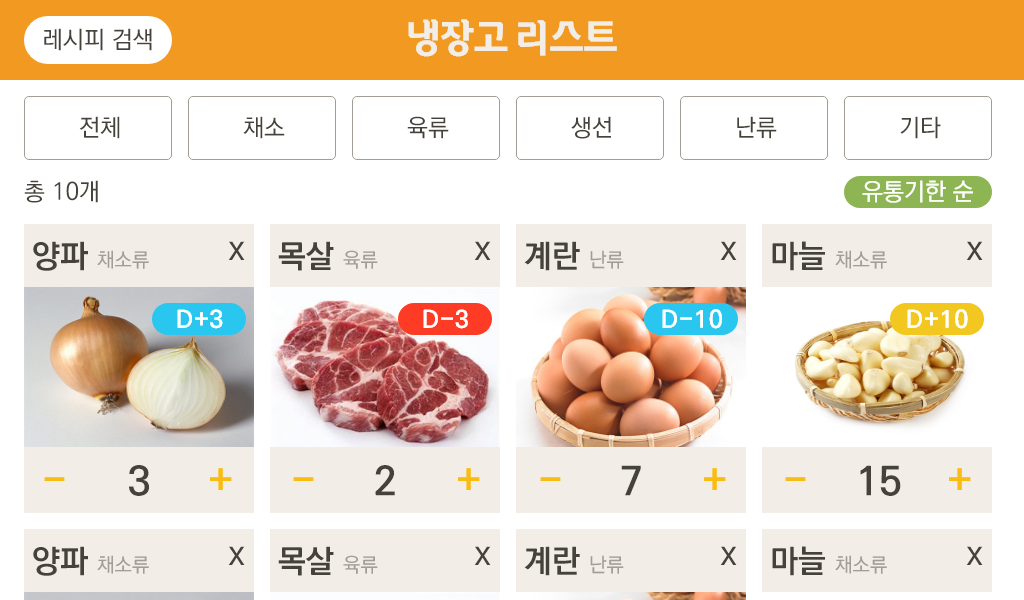 레시피 검색
냉장고 리스트
전체
채소
육류
생선
난류
기타
총 10개
유통기한 순
양파 채소류 X
목살 육류 X
계란 난류 X
마늘 채소류 X
D+3
D-3
D-10
D+10
- 3 +
- 2 +
- 7 +
- 15 +
양파 채소류 X
목살 육류 X
계란 난류 X
마늘 채소류 X